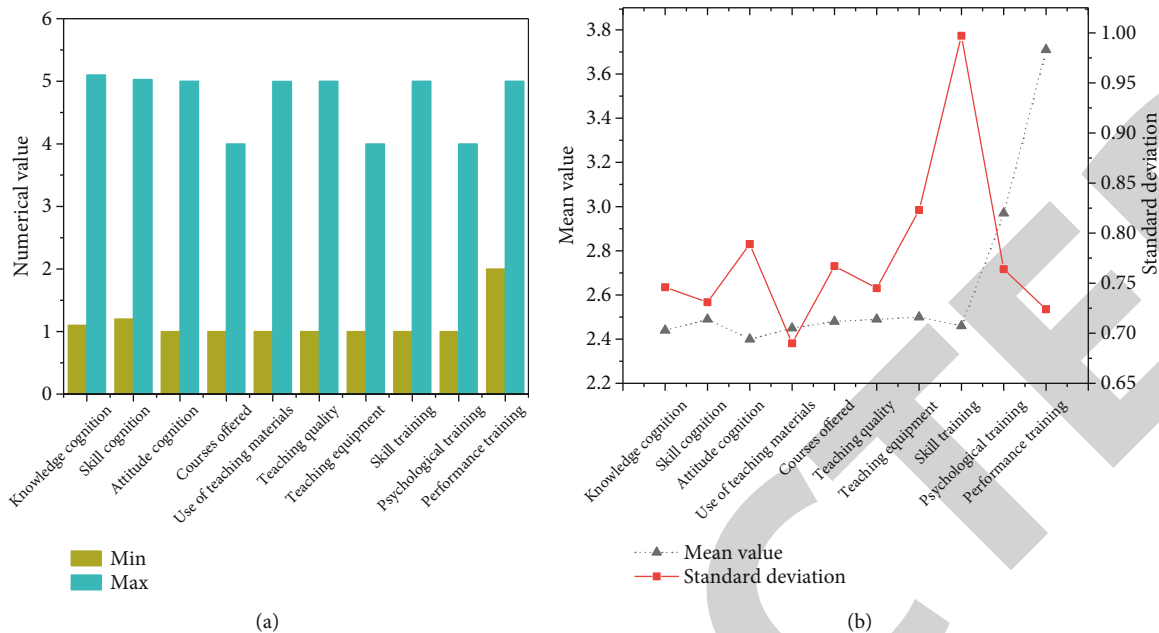 6
5
4
3
2
1
0
Numerical value
Knowledge cognition
Skill cognition
Attitude cognition
Courses offered
Use of teaching materials
Teaching quality
Teaching equipment
Skill training
Psychological training
Performance training
Min
Max
(a)
3.8
3.6
3.4
3.2
3.0
2.8
2.6
2.4
2.2
Mean value
1.00
0.95
0.90
0.85
0.80
0.75
0.70
0.65
Standard deviation
Knowledge cognition
Skill cognition
Attitude cognition
Use of teaching materials
Courses offered
Teaching quality
Teaching equipment
Skill training
Psychological training
Performance training
Mean value
Standard deviation
(b)
CTE